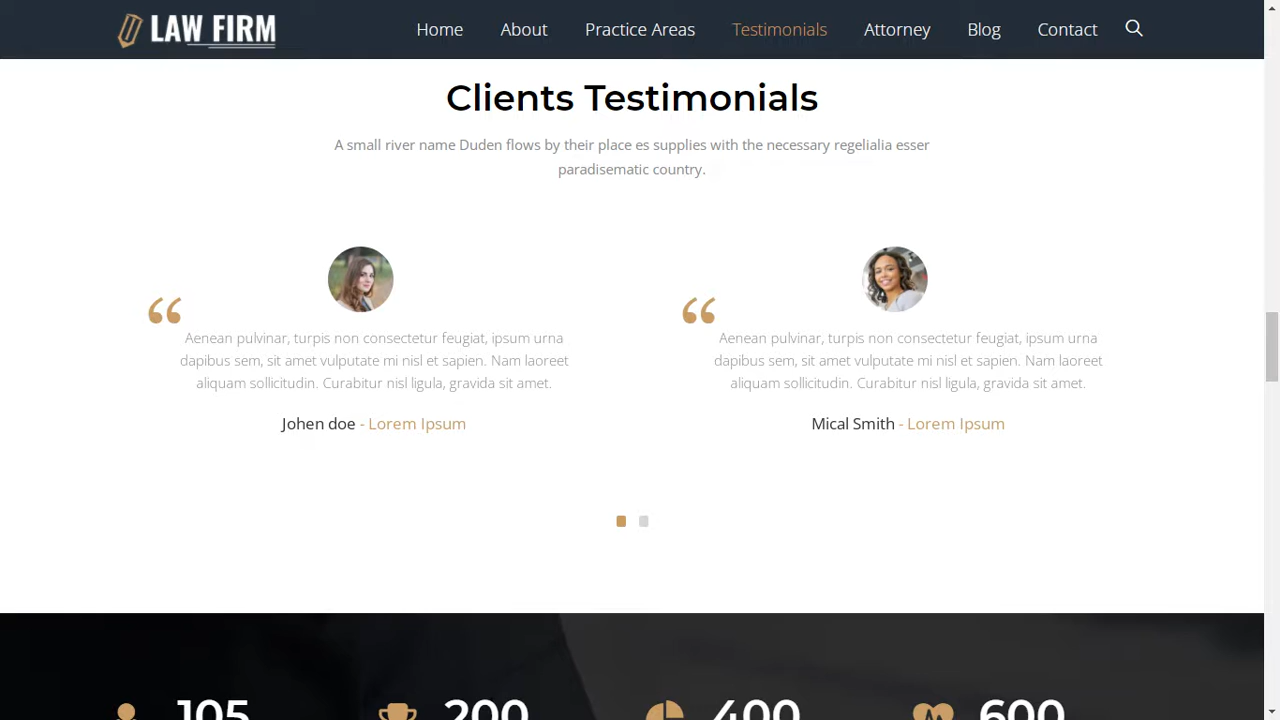 LAW FIRM
Home About Practice Areas Testimonials Attorney Blog Contact
Clients Testimonials
A small river name Duden flows by their place es supplies with the necessary regelialia esser
paradisematic country.
“
Aenean pulvinar, turpis non consectetur feugiat, ipsum urna
dapibus sem, sit amet vulputate mi nisl et sapien. Nam laoreet
aliquam sollicitudin. Curabitur nisl ligula, gravida sit amet.
Johen doe - Lorem Ipsum
“
Aenean pulvinar, turpis non consectetur feugiat, ipsum urna
dapibus sem, sit amet vulputate mi nisl et sapien. Nam laoreet
aliquam sollicitudin. Curabitur nisl ligula, gravida sit amet.
Mical Smith - Lorem Ipsum
105 200 400 600